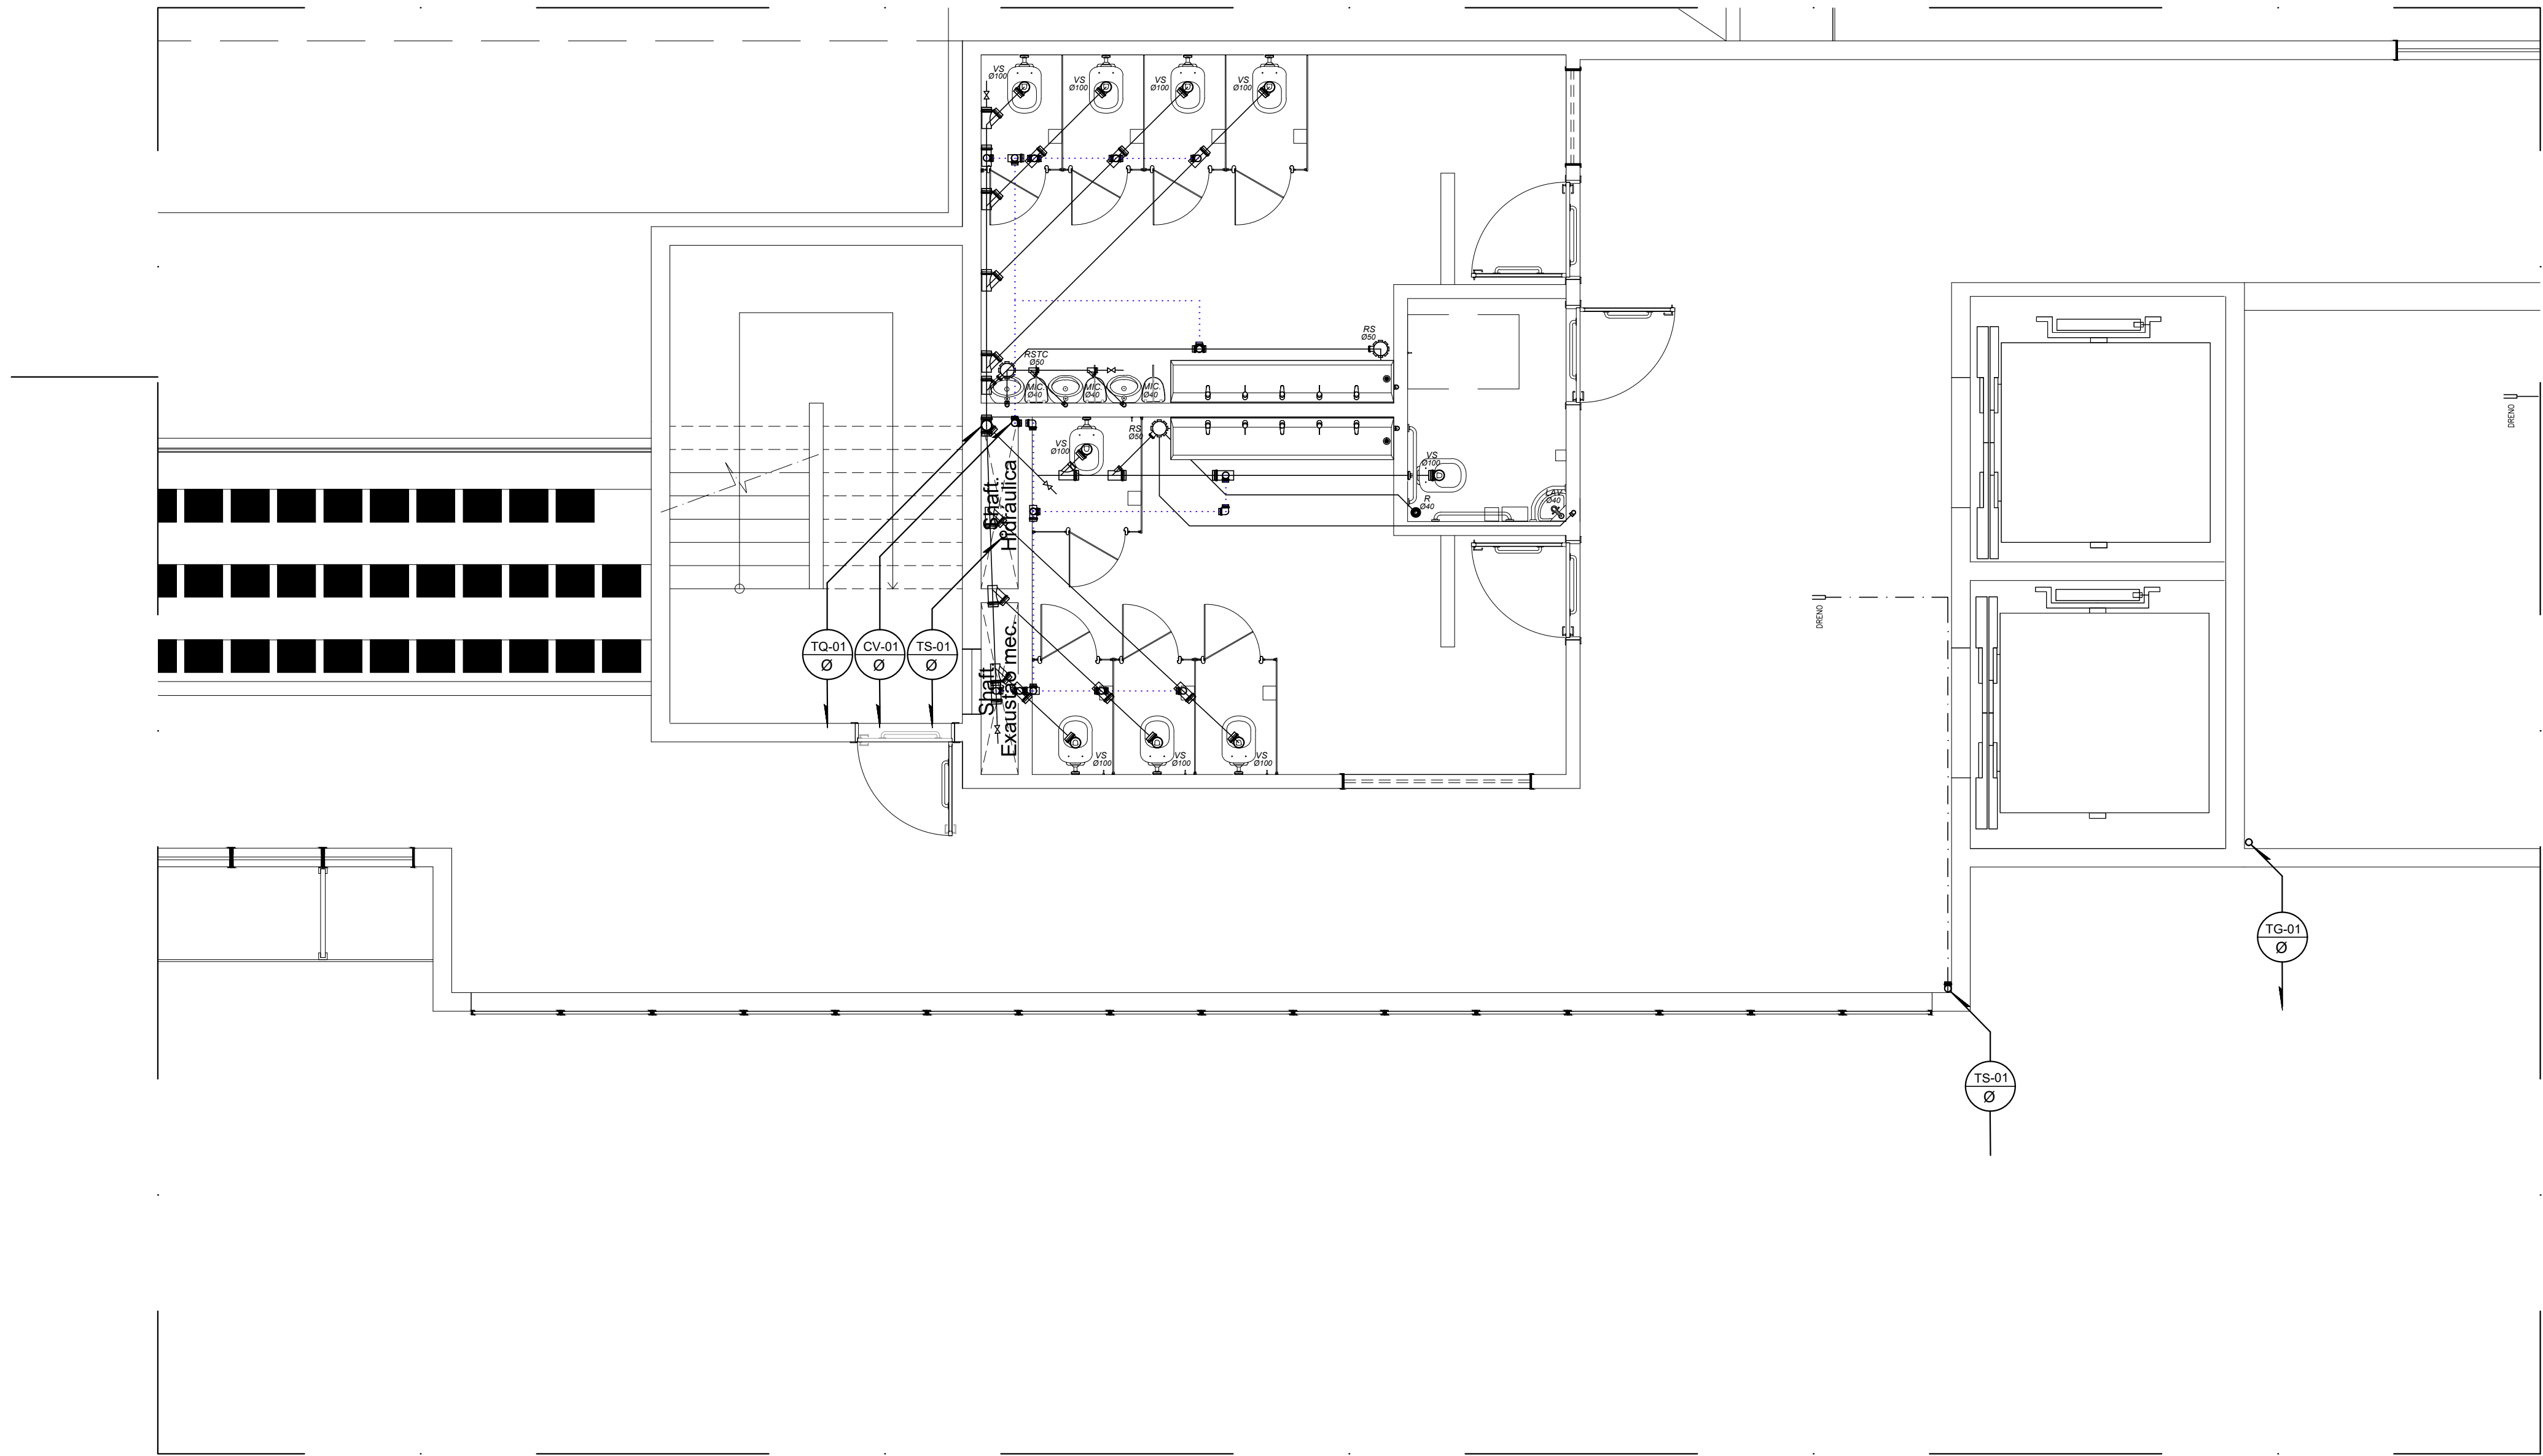 VS
Ø100
VS
Ø100
VS
Ø100
VS
Ø100
RS
Ø50
RSTC
Ø50
MIC.
Ø40
MIC.
Ø40
MIC.
Ø40
DRENO
VS
Ø100
RS
Ø50
VS
Ø100
R
Ø40
LAV.
Ø40
Shaft.
Hidraulica
DRENO
TQ-01
Ø
CV-01
Ø
TS-01
Ø
Shaft.
Exaustão mec.
VS
Ø100
VS
Ø100
VS
Ø100
TG-01
Ø
TS-01
Ø